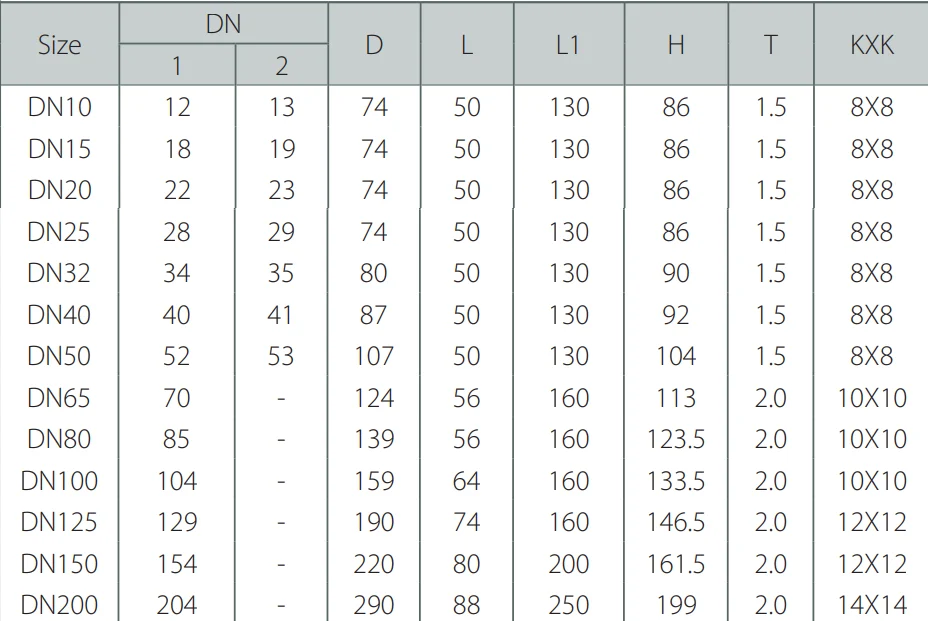 Size DN D L L1 H T KXK
1 2
DN10 12 13 74 50 130 86 1.5 8X8
DN15 18 19 74 50 130 86 1.5 8X8
DN20 22 23 74 50 130 86 1.5 8X8
DN25 28 29 74 50 130 86 1.5 8X8
DN32 34 35 80 50 130 90 1.5 8X8
DN40 40 41 87 50 130 92 1.5 8X8
DN50 52 53 107 50 130 104 1.5 8X8
DN65 70 - 124 56 160 113 2.0 10X10
DN80 85 - 139 56 160 123.5 2.0 10X10
DN100 104 - 159 64 160 133.5 2.0 10X10
DN125 129 - 190 74 160 146.5 2.0 12X12
DN150 154 - 220 80 200 161.5 2.0 12X12
DN200 204 - 290 88 250 199 2.0 14X14